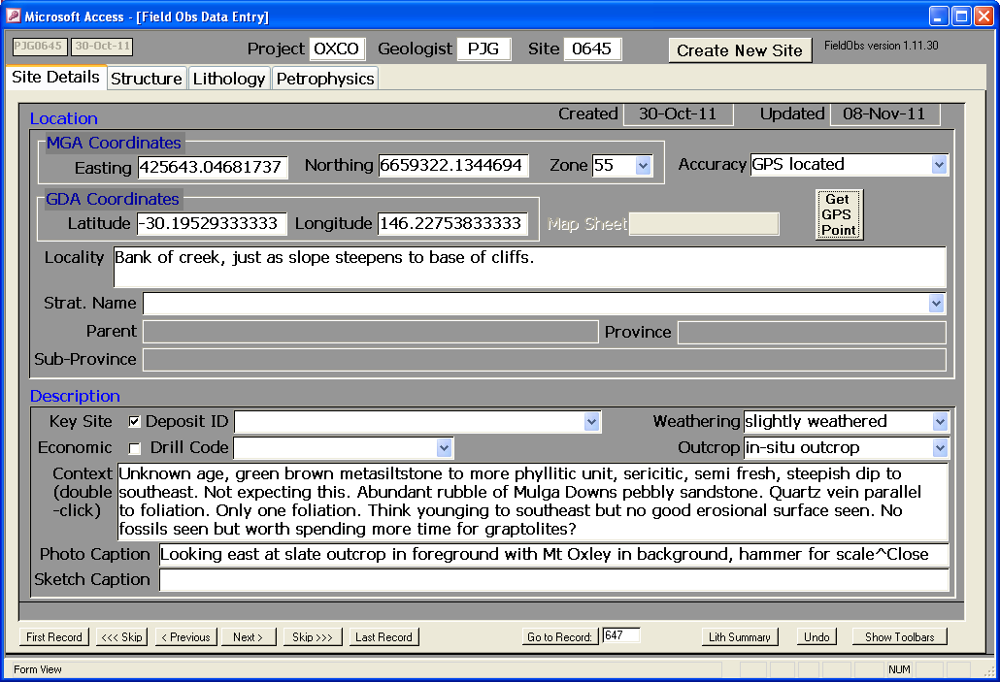 Microsoft Access - [Field Obs Data Entry]
PJG0645 30-Oct-11 Project OXCO Geologist PJG Site 0645 Create New Site FieldObs version 1.11.30
Site Details Structure Lithology Petrophysics
Location Created 30-Oct-11 Updated 08-Nov-11
MGA Coordinates
Easting 425643.04681737 Northing 6659322.1344694 Zone 55 Accuracy GPS located
GDA Coordinates
Latitude -30.19529333333 Longitude 146.22753833333 Map Sheet
Get
GPS
Point
Locality Bank of creek, just as slope steepens to base of cliffs.
Strat. Name
Parent Province
Sub-Province
Description
Key Site Deposit ID Weathering slightly weathered
Economic Drill Code Outcrop in-situ outcrop
Context
(double
-click)
Unknown age, green brown metasiltstone to more phyllitic unit, sericitic, semi fresh, steepish dip to
southeast. Not expecting this. Abundant rubble of Mulga Downs pebbly sandstone. Quartz vein parallel
to foliation. Only one foliation. Think younging to southeast but no good erosional surface seen. No
fossils seen but worth spending more time for graptolites?
Photo Caption Looking east at slate outcrop in foreground with Mt Oxley in background, hammer for scale^Close
Sketch Caption
First Record <<< Skip < Previous Next > Skip >>> Last Record Go to Record: 647 Lith Summary Undo Show Toolbars
Form View NUM